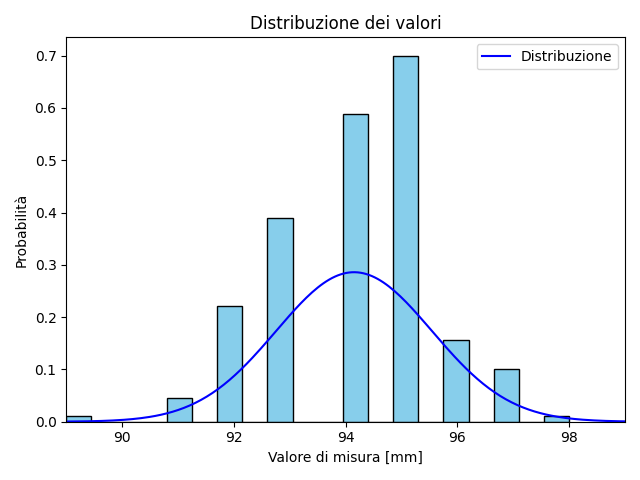 Distribuzione dei valori
Distribuzione
Probabilità
0.7
0.6
0.5
0.4
0.3
0.2
0.1
0.0
90 92 94 96 98
Valore di misura [mm]